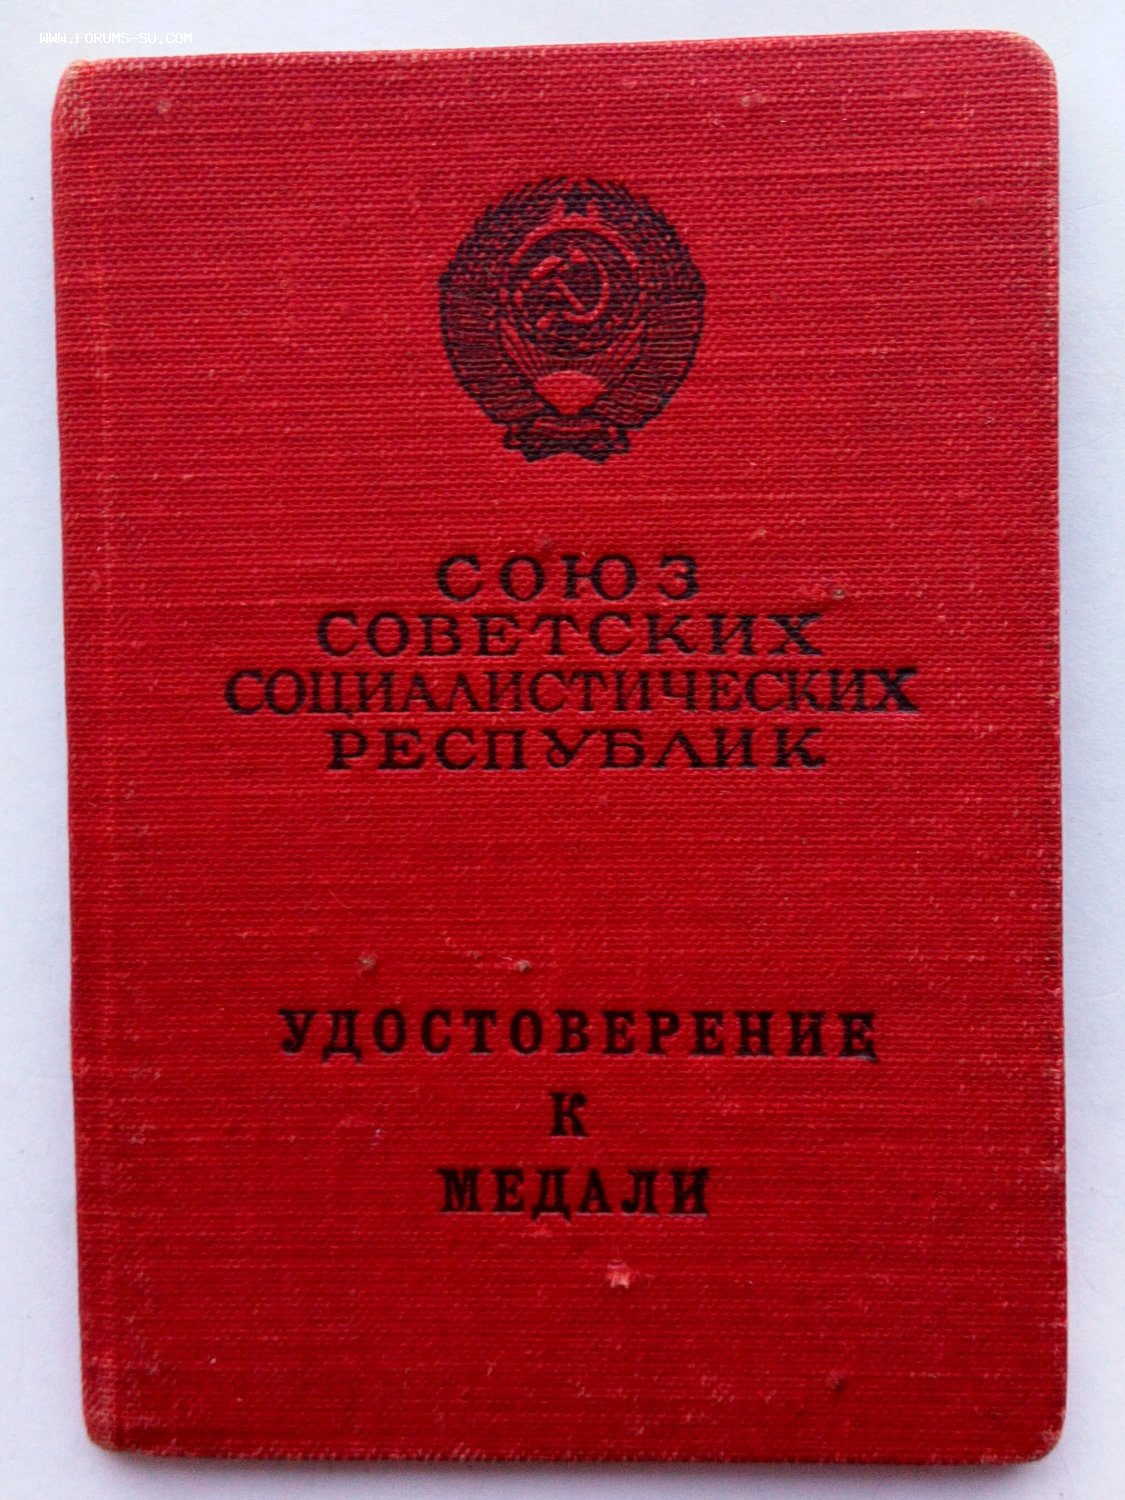 WWW.FORUMS-SU.COM
СОЮЗ
СОВЕТСКИХ
СОЦИАЛИСТИЧЕСКИХ
РЕСПУБЛИК
УДОСТОВЕРЕНИЕ
К
МЕДАЛИ